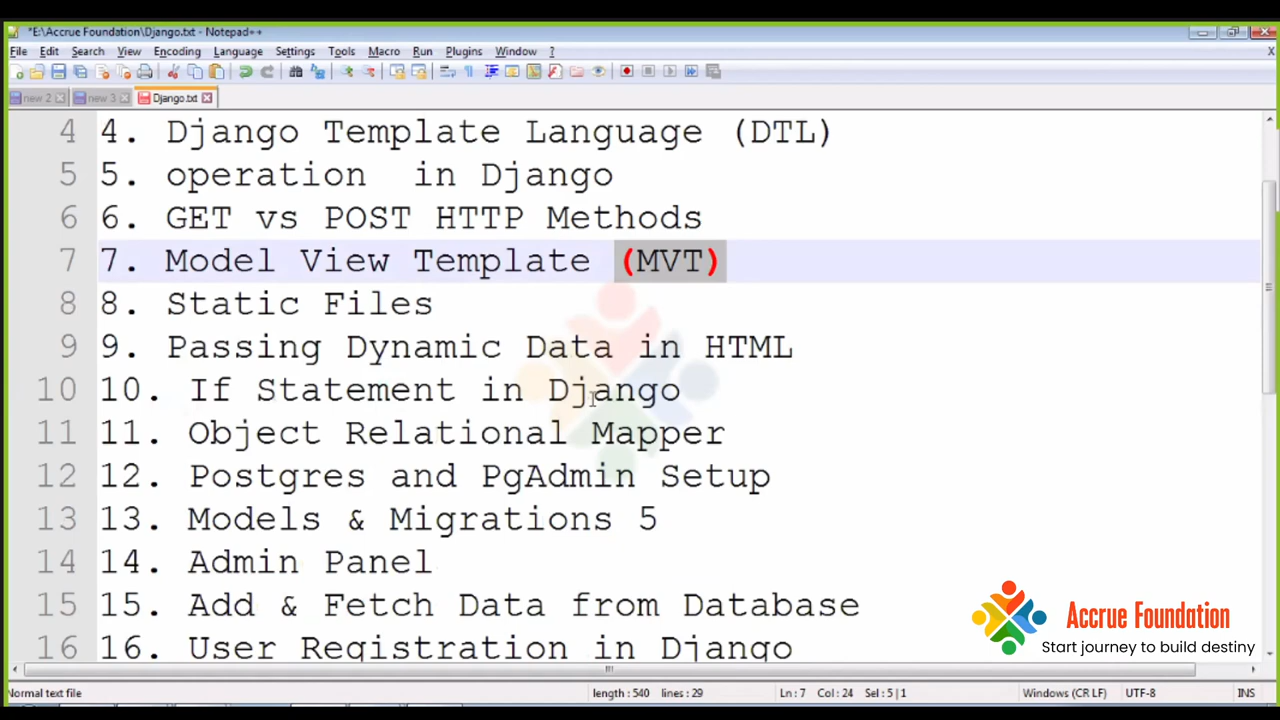 *E:\Accrue Foundation\Django.txt - Notepad++
File Edit Search View Encoding Language Settings Tools Macro Run Plugins Window ?
X
new 2 new 3 Django.txt
4 4. Django Template Language (DTL)
5 5. operation  in Django
6 6. GET vs POST HTTP Methods
7 7. Model View Template (MVT)
8 8. Static Files
9 9. Passing Dynamic Data in HTML
10 10. If Statement in Django
11 11. Object Relational Mapper
12 12. Postgres and PgAdmin Setup
13 13. Models & Migrations 5
14 14. Admin Panel
15 15. Add & Fetch Data from Database
16 16. User Registration in Django
Accrue Foundation
Start journey to build destiny
Normal text file length : 540 lines : 29 Ln : 7 Col : 24 Sel : 5 | 1 Windows (CR LF) UTF-8 INS